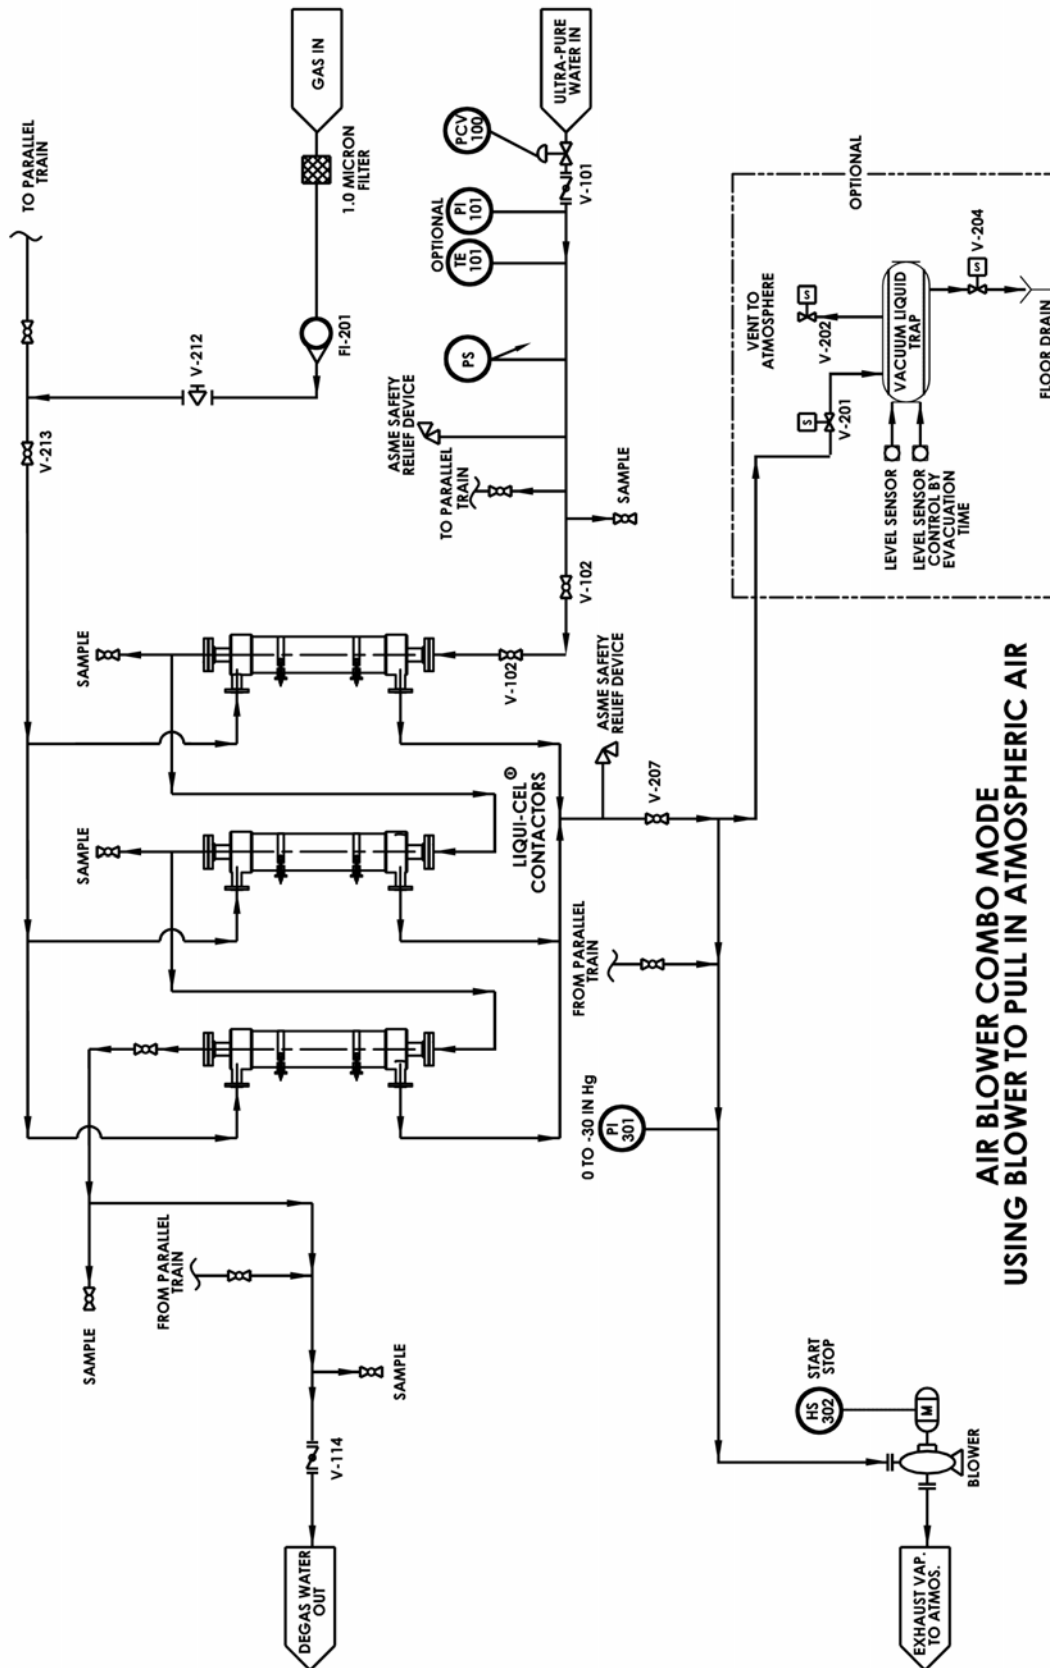 DEGAS WATER
OUT
V-114
SAMPLE
SAMPLE
FROM PARALLEL
TRAIN
SAMPLE
SAMPLE
LIQUI-CEL®
CONTACTORS
V-213
TO PARALLEL
TRAIN
V-212
FI-201
1.0 MICRON
FILTER
GAS IN
V-102
V-102
SAMPLE
TO PARALLEL
TRAIN
ASME SAFETY
RELIEF DEVICE
PS
OPTIONAL
TE
101
PI
101
V-101
PCV
100
ULTRA-PURE
WATER IN
EXHAUST VAP.
TO ATMOS.
BLOWER
M
HS
302
START
STOP
0 TO -30 IN Hg
PI
301
FROM PARALLEL
TRAIN
V-207
ASME SAFETY
RELIEF DEVICE
OPTIONAL
LEVEL SENSOR
LEVEL SENSOR
CONTROL BY
EVACUATION
TIME
S
V-201
S
V-202
VENT TO
ATMOSPHERE
VACUUM LIQUID
TRAP
S
V-204
FLOOR DRAIN
AIR BLOWER COMBO MODE
USING BLOWER TO PULL IN ATMOSPHERIC AIR